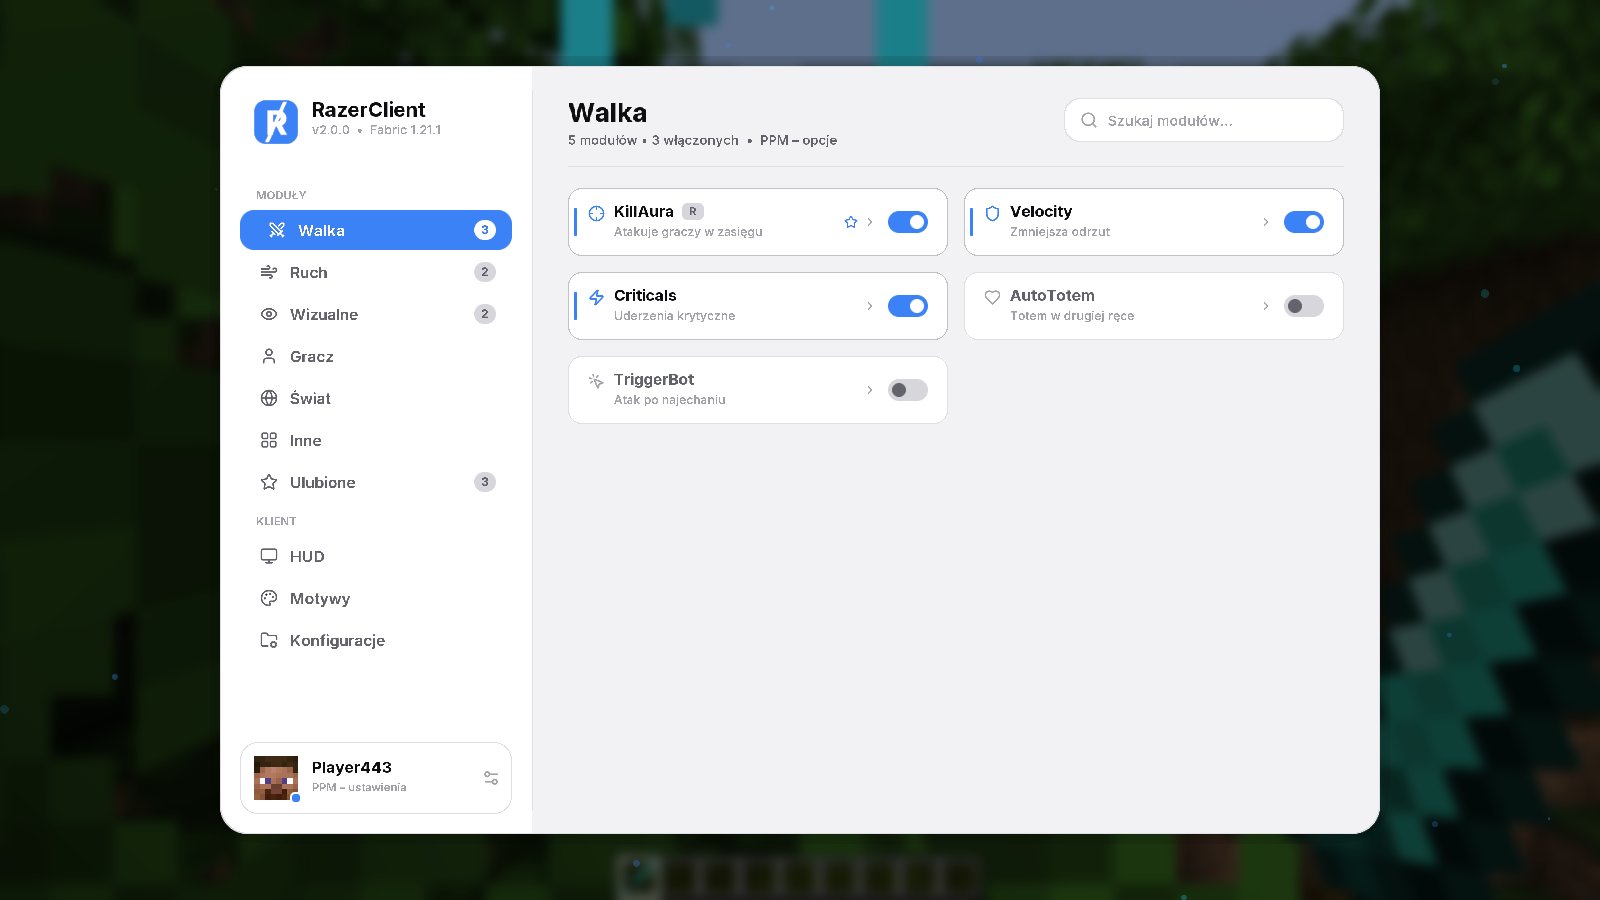 RazerClient
v2.0.0 • Fabric 1.21.1
MODUŁY
Walka 3
Ruch 2
Wizualne 2
Gracz
Świat
Inne
Ulubione 3
KLIENT
HUD
Motywy
Konfiguracje
Player443
PPM – ustawienia
Walka
5 modułów • 3 włączonych • PPM – opcje
Szukaj modułów...
KillAura R
Atakuje graczy w zasięgu
Velocity
Zmniejsza odrzut
Criticals
Uderzenia krytyczne
AutoTotem
Totem w drugiej ręce
TriggerBot
Atak po najechaniu